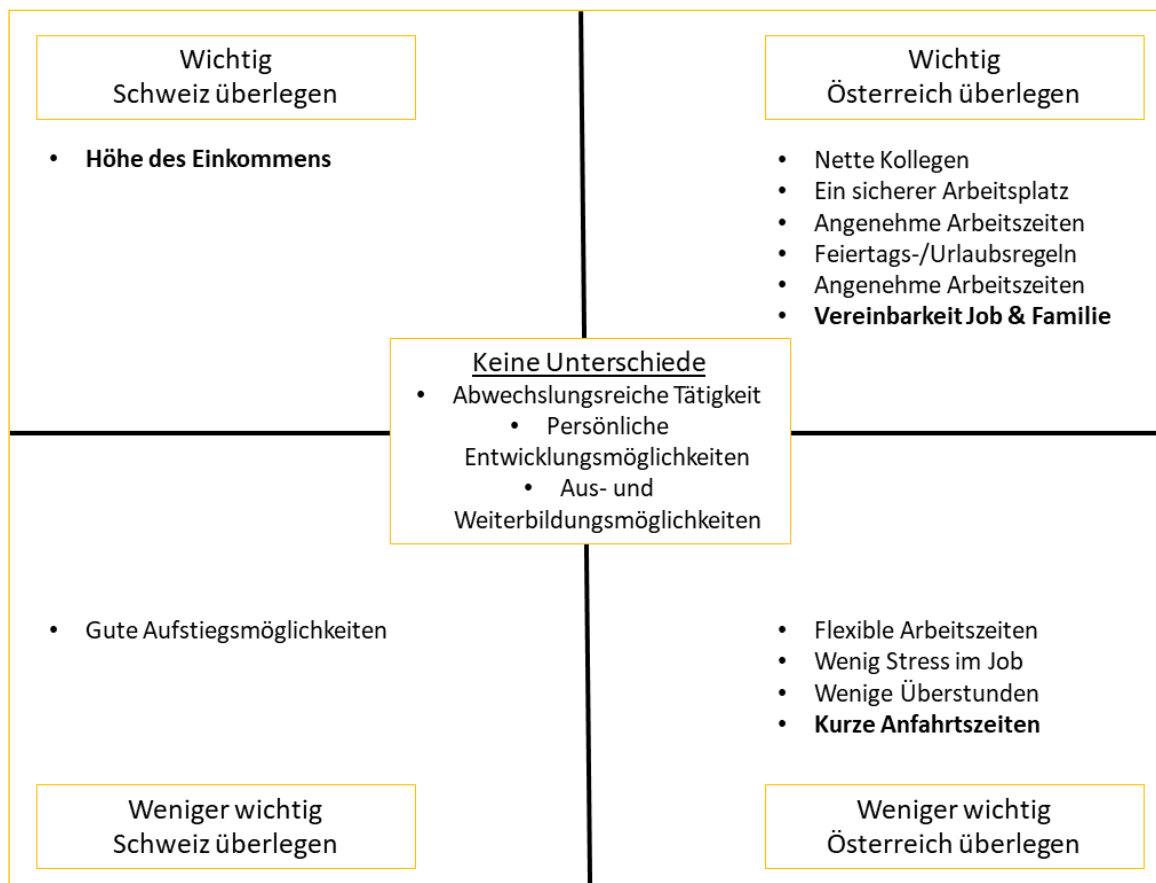 Wichtig
Schweiz überlegen
• Höhe des Einkommens
Wichtig
Österreich überlegen
• Nette Kollegen
• Ein sicherer Arbeitsplatz
• Angenehme Arbeitszeiten
• Feiertags-/Urlaubsregeln
• Angenehme Arbeitszeiten
• Vereinbarkeit Job & Familie
Keine Unterschiede
• Abwechslungsreiche Tätigkeit
• Persönliche
Entwicklungsmöglichkeiten
• Aus- und
Weiterbildungsmöglichkeiten
• Gute Aufstiegsmöglichkeiten
Weniger wichtig
Schweiz überlegen
• Flexible Arbeitszeiten
• Wenig Stress im Job
• Wenige Überstunden
• Kurze Anfahrtszeiten
Weniger wichtig
Österreich überlegen